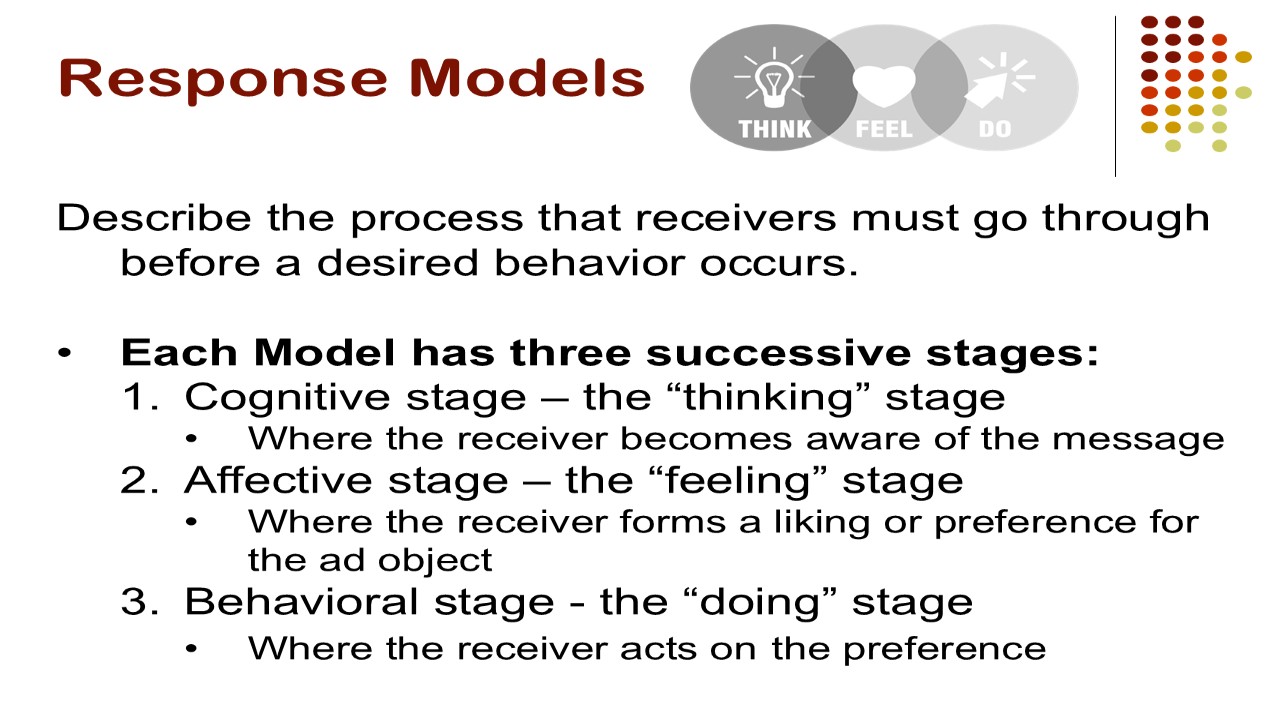 Response Models
THINK
FEEL
DO
Describe the process that receivers must go through
before a desired behavior occurs.
• Each Model has three successive stages:
1. Cognitive stage – the “thinking” stage
• Where the receiver becomes aware of the message
2. Affective stage – the “feeling” stage
• Where the receiver forms a liking or preference for
the ad object
3. Behavioral stage - the “doing” stage
• Where the receiver acts on the preference